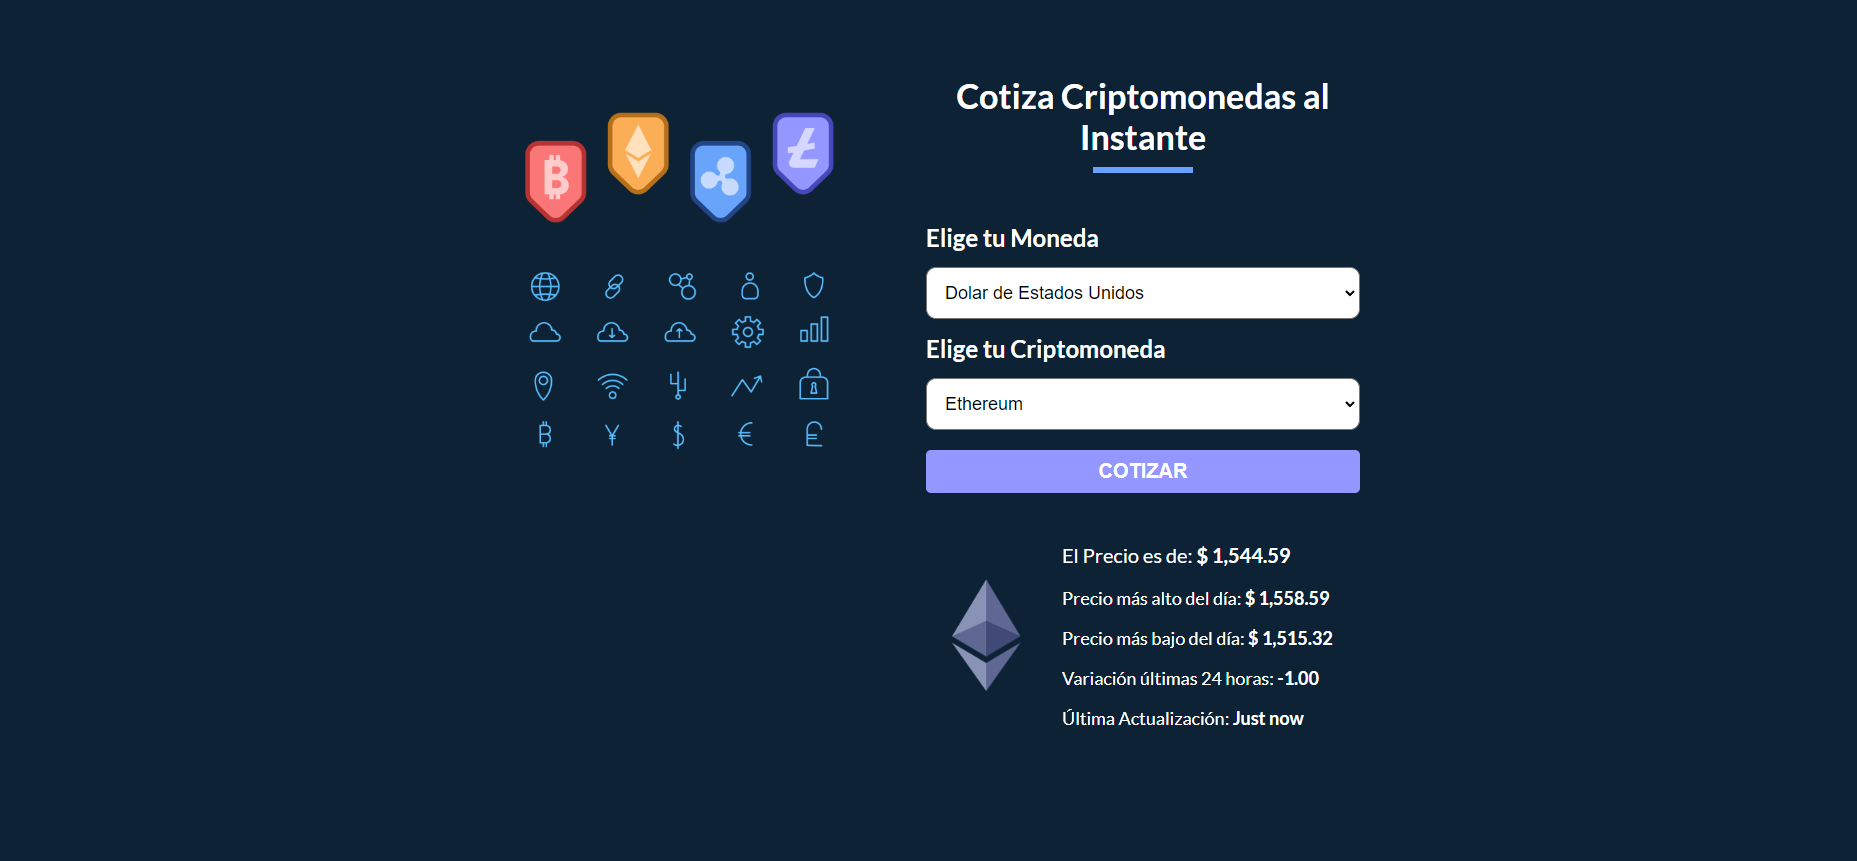 Cotiza Criptomonedas al
Instante
Elige tu Moneda
Dolar de Estados Unidos
Elige tu Criptomoneda
Ethereum
COTIZAR
El Precio es de: $ 1,544.59
Precio más alto del día: $ 1,558.59
Precio más bajo del día: $ 1,515.32
Variación últimas 24 horas: -1.00
Última Actualización: Just now